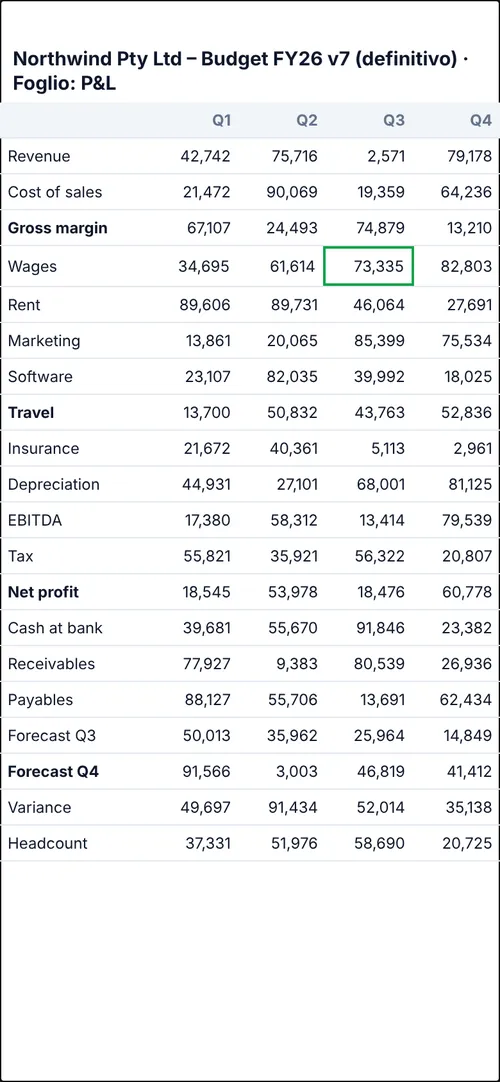 Northwind Pty Ltd – Budget FY26 v7 (definitivo) ·
Foglio: P&L
Q1 Q2 Q3 Q4
Revenue 42,742 75,716 2,571 79,178
Cost of sales 21,472 90,069 19,359 64,236
Gross margin 67,107 24,493 74,879 13,210
Wages 34,695 61,614 73,335 82,803
Rent 89,606 89,731 46,064 27,691
Marketing 13,861 20,065 85,399 75,534
Software 23,107 82,035 39,992 18,025
Travel 13,700 50,832 43,763 52,836
Insurance 21,672 40,361 5,113 2,961
Depreciation 44,931 27,101 68,001 81,125
EBITDA 17,380 58,312 13,414 79,539
Tax 55,821 35,921 56,322 20,807
Net profit 18,545 53,978 18,476 60,778
Cash at bank 39,681 55,670 91,846 23,382
Receivables 77,927 9,383 80,539 26,936
Payables 88,127 55,706 13,691 62,434
Forecast Q3 50,013 35,962 25,964 14,849
Forecast Q4 91,566 3,003 46,819 41,412
Variance 49,697 91,434 52,014 35,138
Headcount 37,331 51,976 58,690 20,725